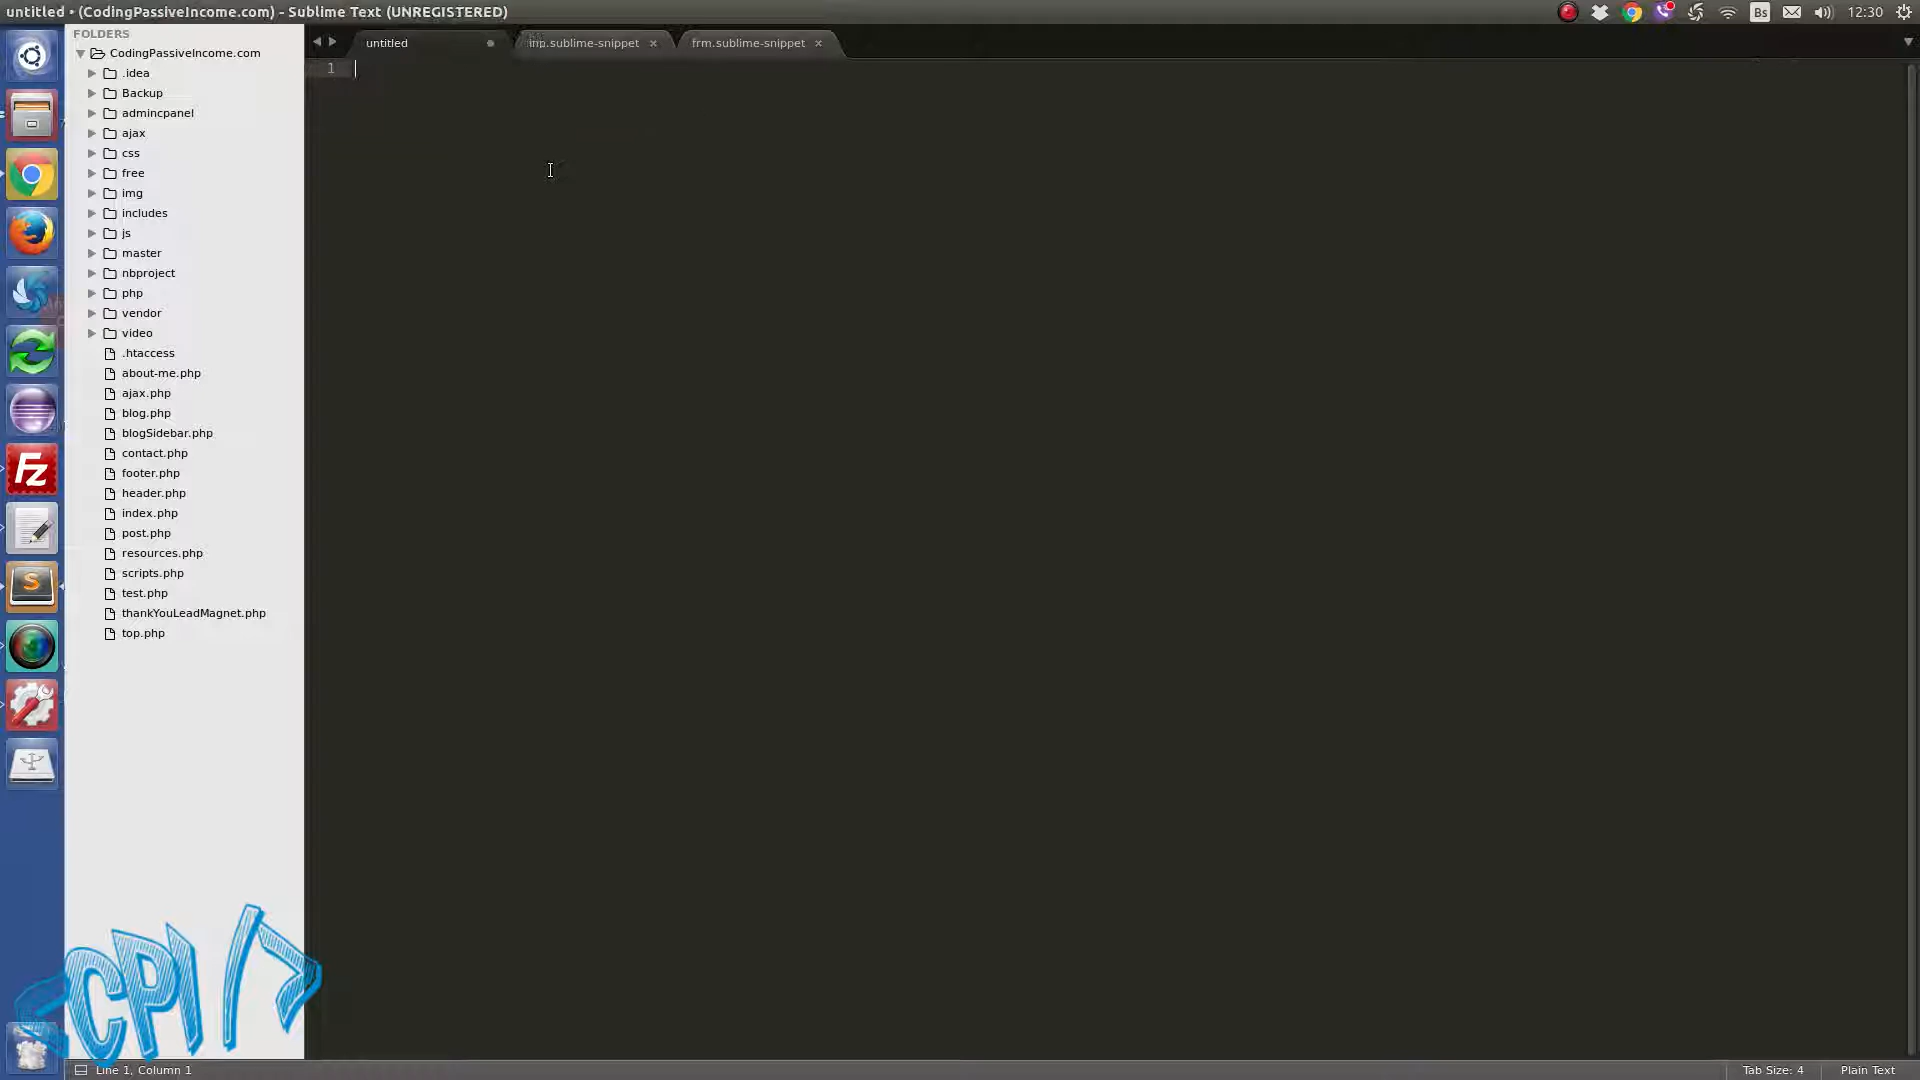 untitled • (CodingPassiveIncome.com) - Sublime Text (UNREGISTERED)
Bs
12:30
FOLDERS
CodingPassiveIncome.com
.idea
Backup
admincpanel
ajax
css
free
img
includes
js
master
nbproject
php
vendor
video
.htaccess
about-me.php
ajax.php
blog.php
blogSidebar.php
contact.php
footer.php
header.php
index.php
post.php
resources.php
scripts.php
test.php
thankYouLeadMagnet.php
top.php
untitled
inp.sublime-snippet
frm.sublime-snippet
1
Fz
S
<CPI/>
Line 1, Column 1
Tab Size: 4
Plain Text